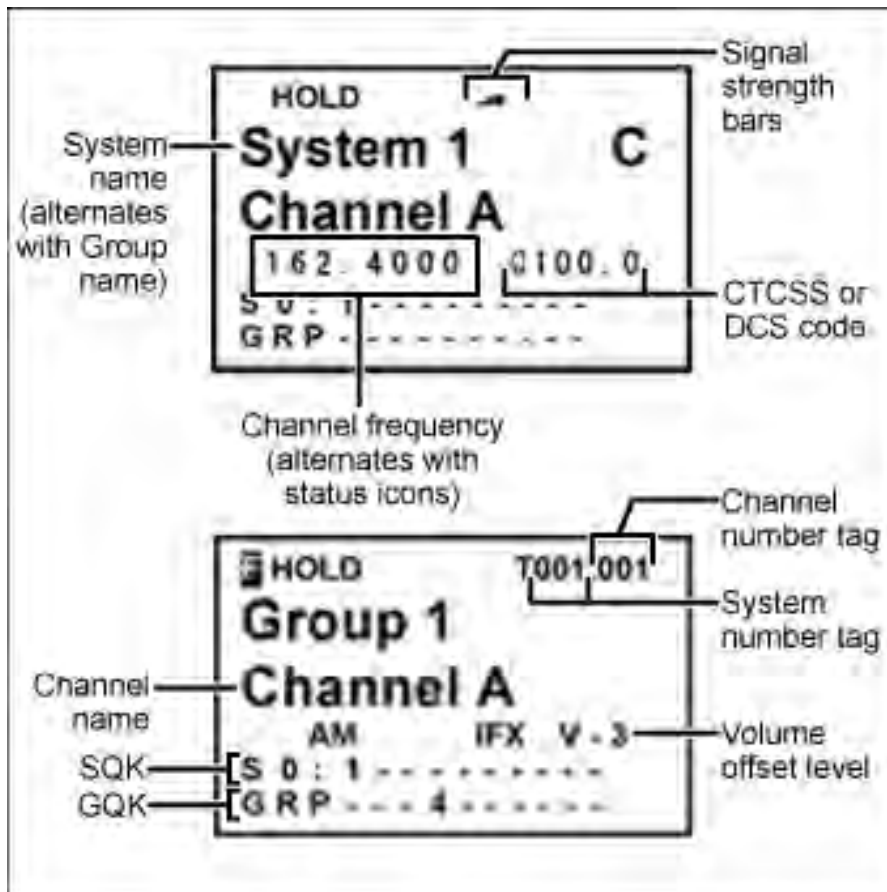 Signal
strength
bars
HOLD
System
name
(alternates
with Group
name)
System 1 C
Channel A
162.4000 C100.0
CTCSS or
DCS code
S0:1---------
GRP----------
Channel frequency
(alternates with
status icons)
Channel
number tag
F HOLD T001.001
System
number tag
Group 1
Channel
name
Channel A
AM IFX V-3
Volume
offset level
SQK
S0:1---------
GQK
GRP---4------